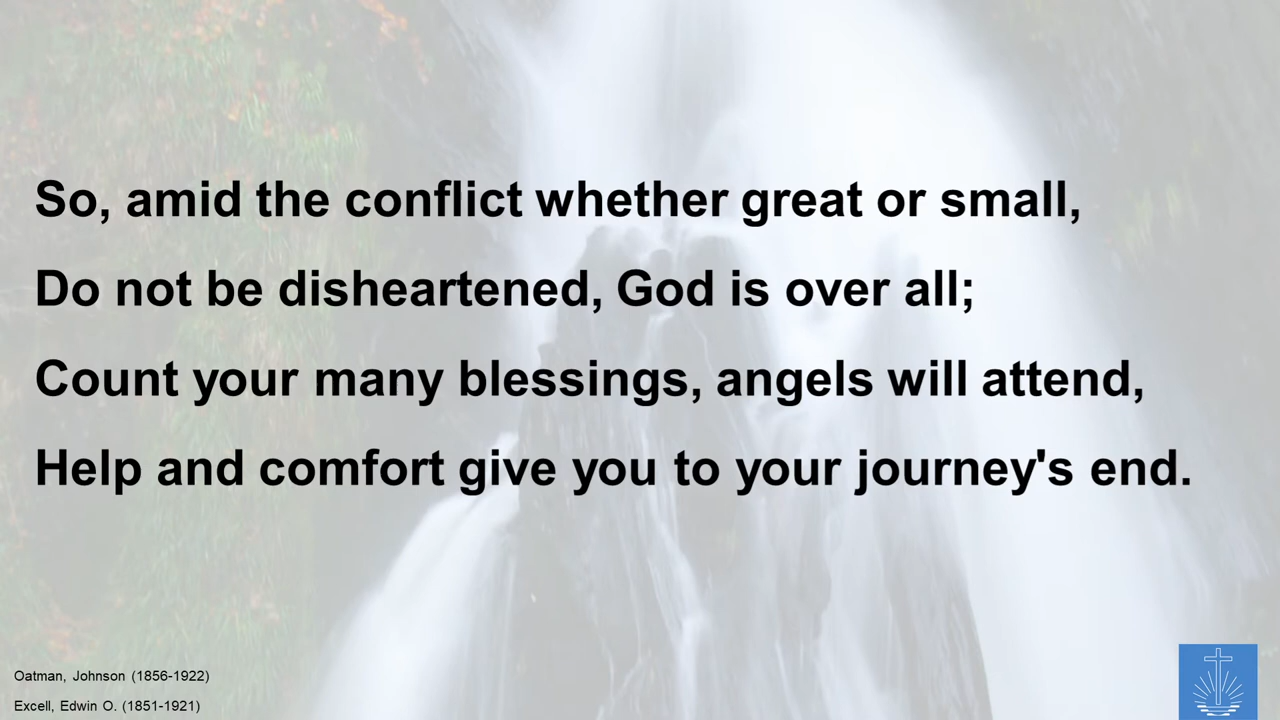 So, amid the conflict whether great or small,
Do not be disheartened, God is over all;
Count your many blessings, angels will attend,
Help and comfort give you to your journey's end.
Oatman, Johnson (1856-1922)
Excell, Edwin O. (1851-1921)